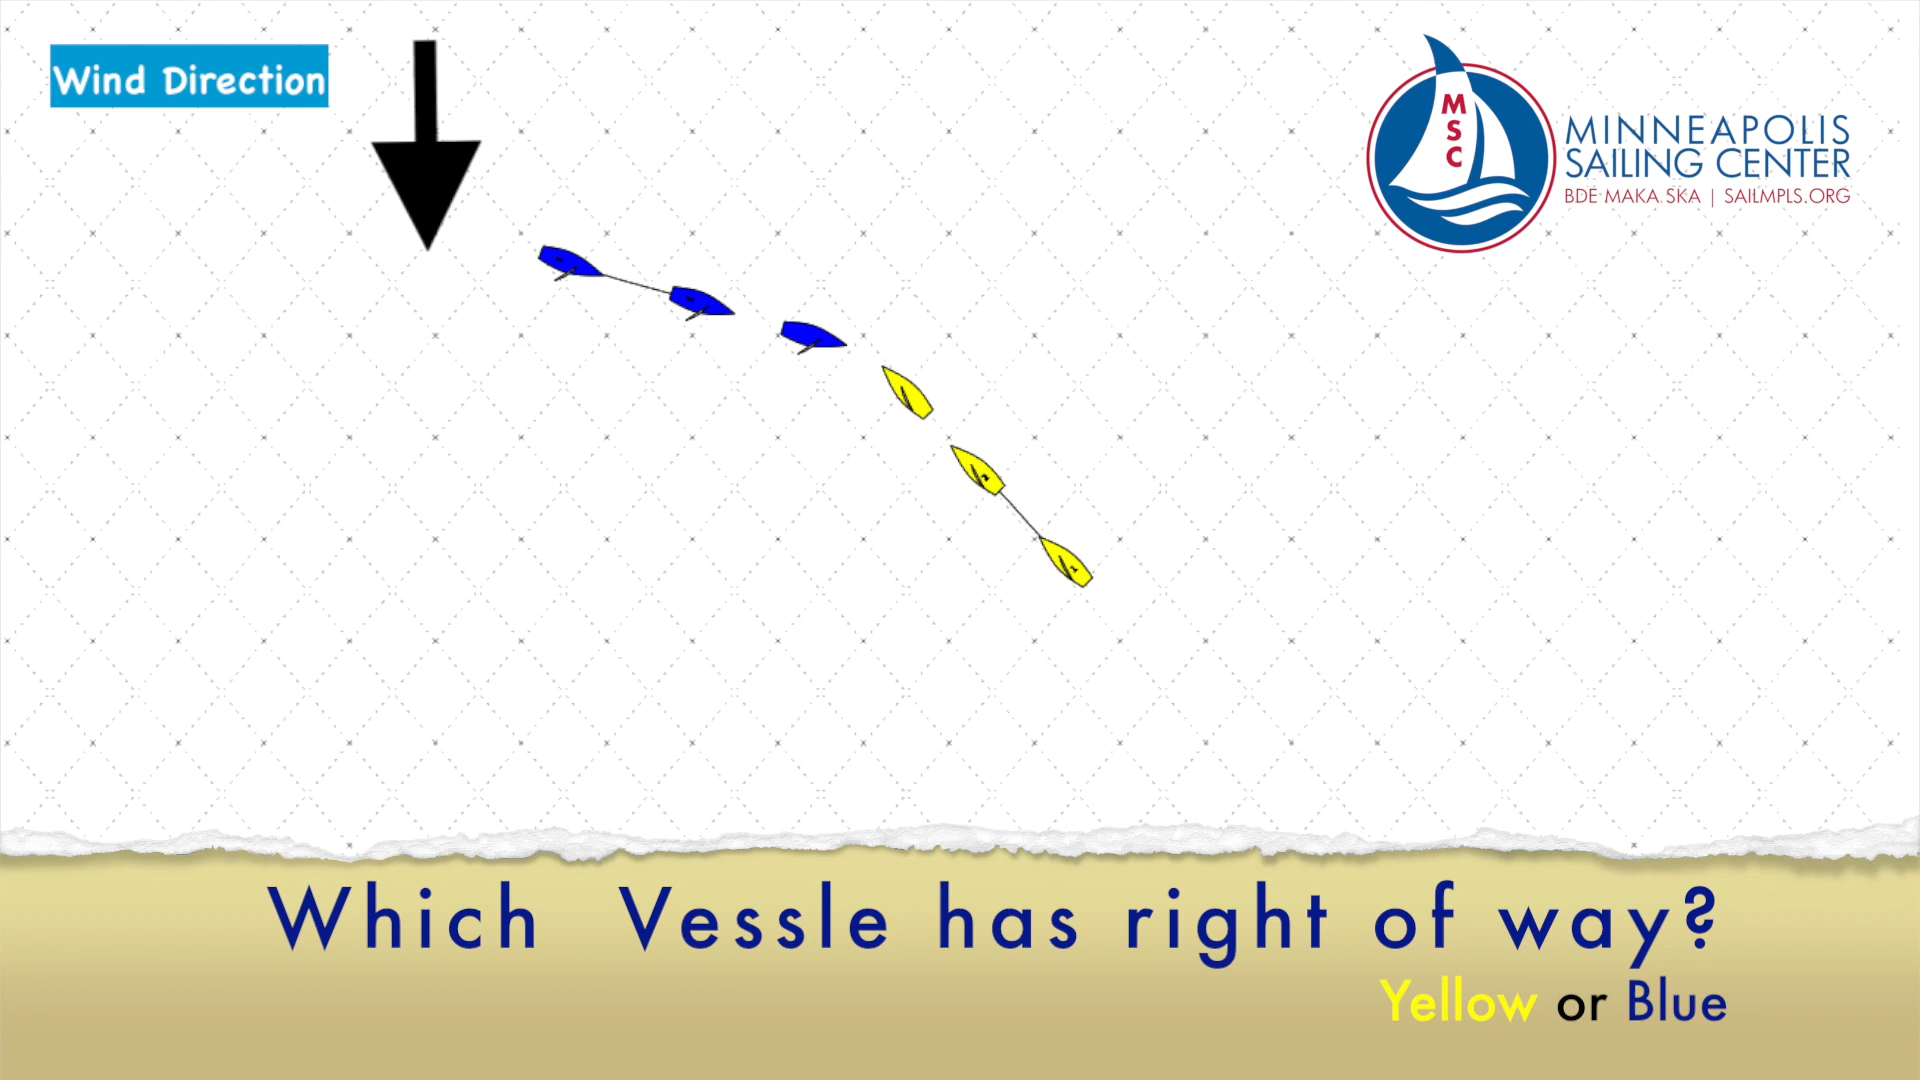 Wind Direction
MSC
MINNEAPOLIS
SAILING CENTER
BDE MAKA SKA | SAILMPLS.ORG
Which Vessle has right of way?
Yellow or Blue